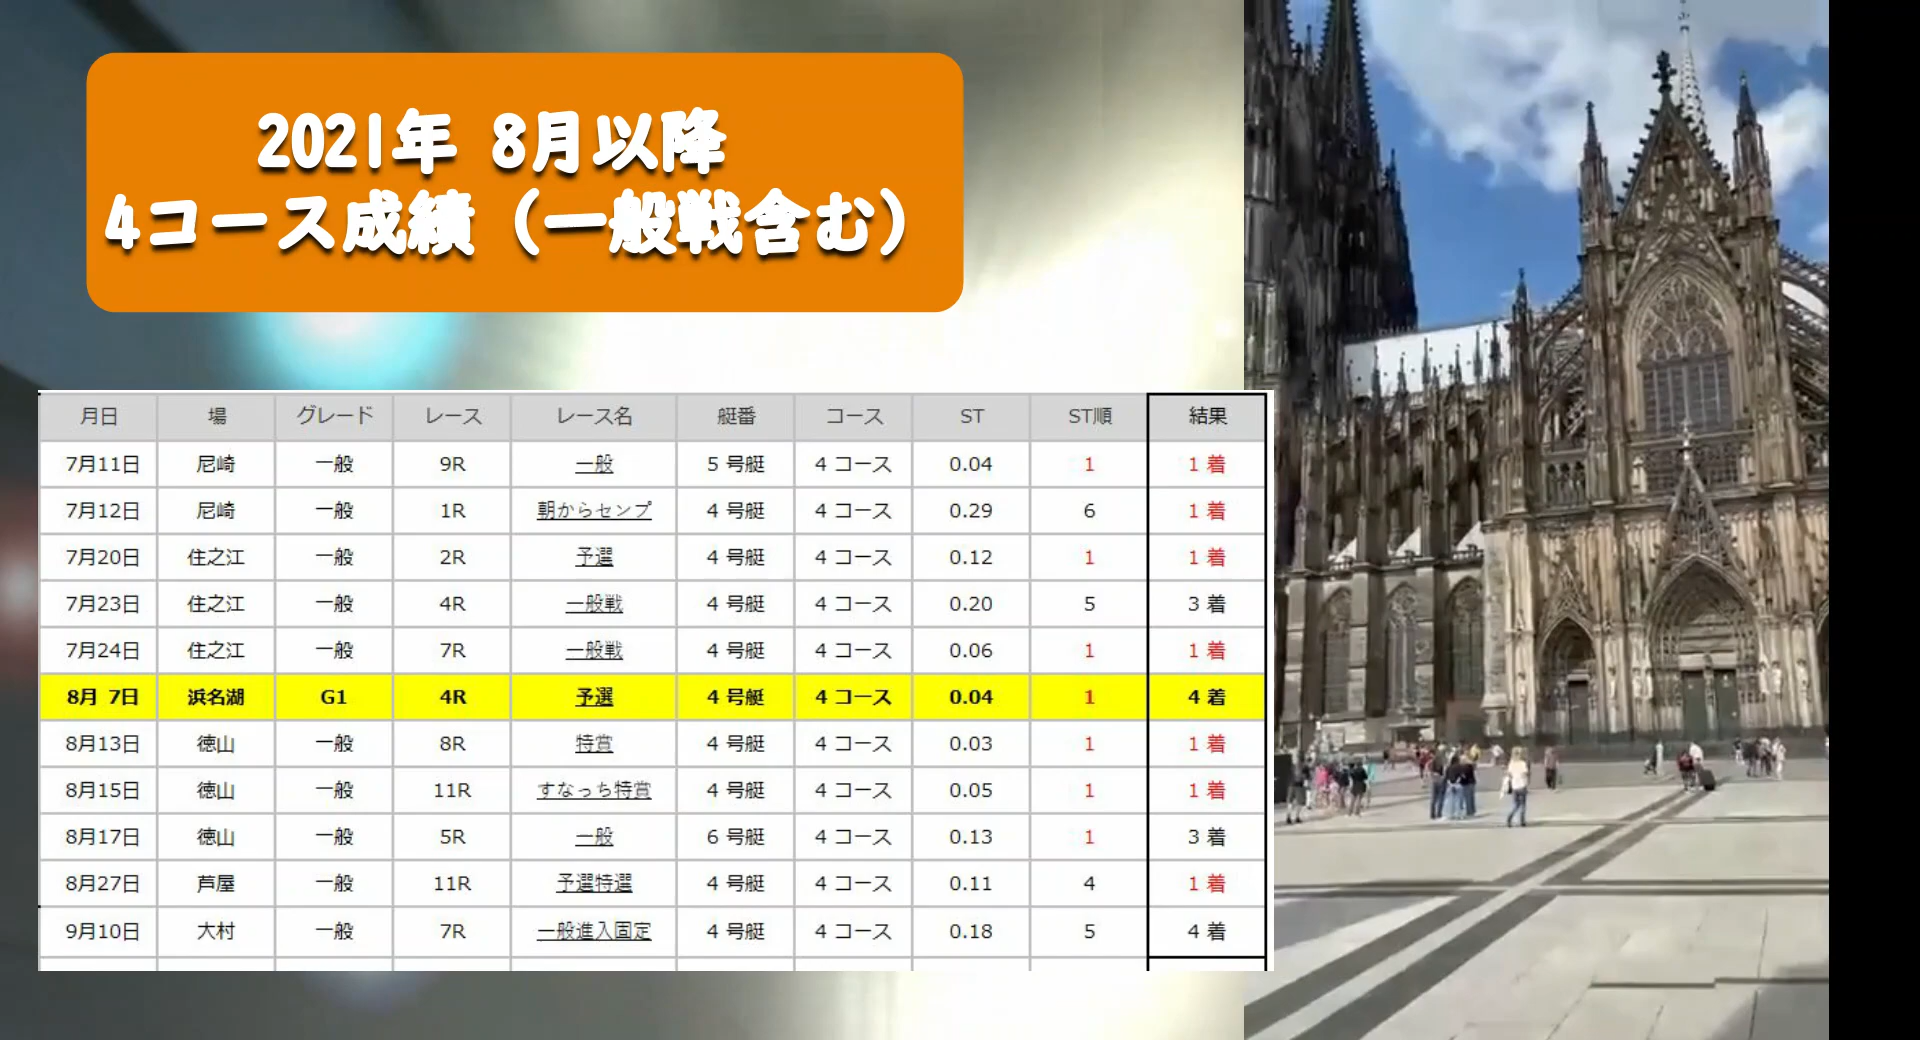 2021年 8月以降
4コース成績（一般戦含む）
月日 場 グレード レース レース名 艇番 コース ST ST順 結果
7月11日 尼崎 一般 9R 一般 5 号艇 4 コース 0.04 1 1 着
7月12日 尼崎 一般 1R 朝からセンプ 4 号艇 4 コース 0.29 6 1 着
7月20日 住之江 一般 2R 予選 4 号艇 4 コース 0.12 1 1 着
7月23日 住之江 一般 4R 一般戦 4 号艇 4 コース 0.20 5 3 着
7月24日 住之江 一般 7R 一般戦 4 号艇 4 コース 0.06 1 1 着
8月 7日 浜名湖 G1 4R 予選 4 号艇 4 コース 0.04 1 4 着
8月13日 徳山 一般 8R 特賞 4 号艇 4 コース 0.03 1 1 着
8月15日 徳山 一般 11R すなっち特賞 4 号艇 4 コース 0.05 1 1 着
8月17日 徳山 一般 5R 一般 6 号艇 4 コース 0.13 1 3 着
8月27日 芦屋 一般 11R 予選特選 4 号艇 4 コース 0.11 4 1 着
9月10日 大村 一般 7R 一般進入固定 4 号艇 4 コース 0.18 5 4 着